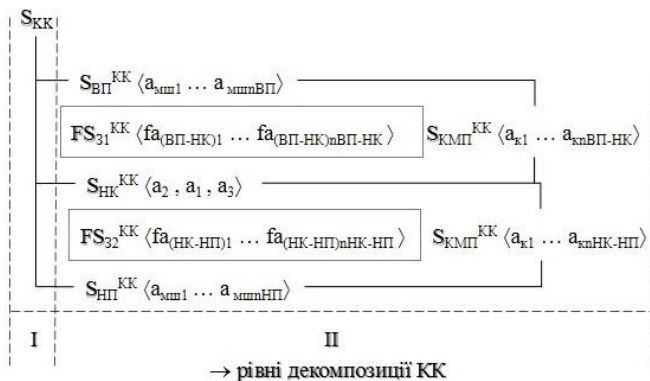 S_КК
S_ВП^КК ⟨a_мш1 … a_мшnВП⟩
FS_З1^КК ⟨fa_(ВП-НК)1 … fa_(ВП-НК)nВП-НК ⟩ S_КМП^КК ⟨a_к1 … a_кnВП-НК⟩
S_НК^КК ⟨a_2 , a_1 , a_3⟩
FS_З2^КК ⟨fa_(НК-НП)1 … fa_(НК-НП)nНК-НП ⟩ S_КМП^КК ⟨a_к1 … a_кnНК-НП⟩
S_НП^КК ⟨a_мш1 … a_мшnНП⟩
I II
→ рівні декомпозиції КК